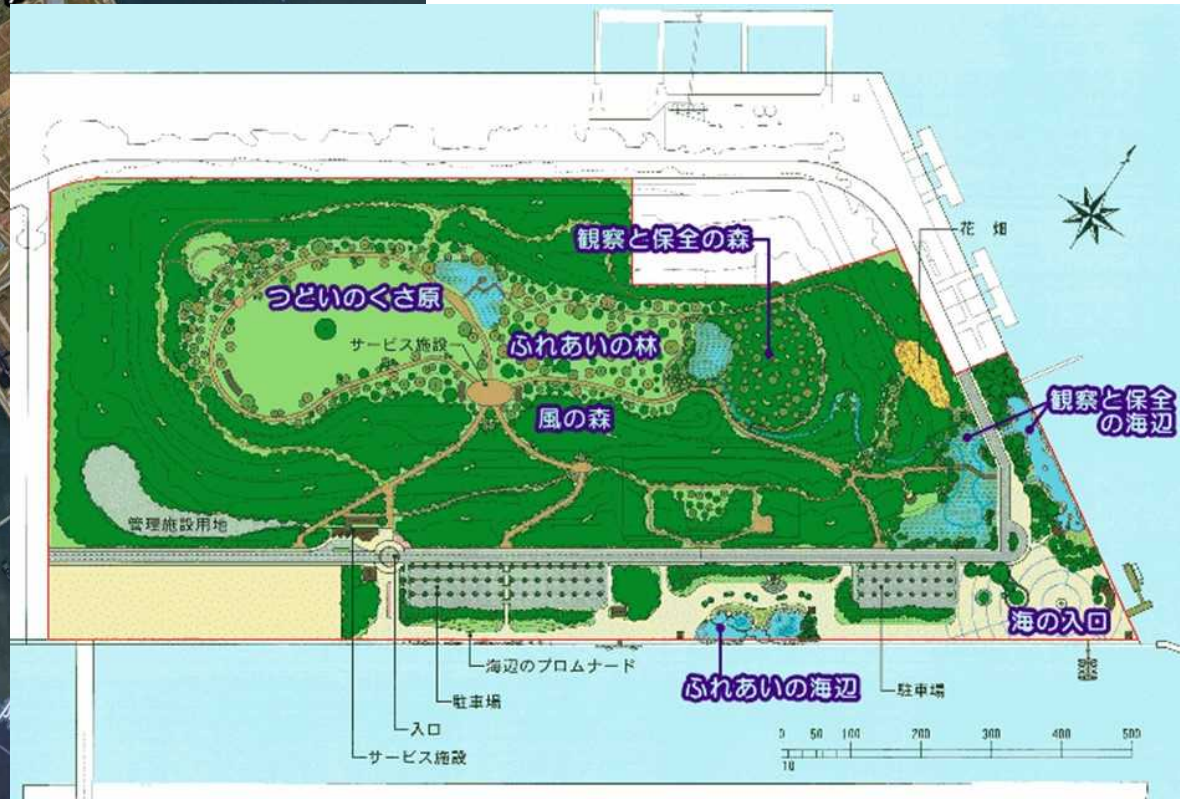 観察と保全の森
花 畑
つどいのくさ原
サービス施設
ふれあいの林
風の森
観察と保全
の海辺
管理施設用地
海の入口
海辺のプロムナード
ふれあいの海辺
駐車場
駐車場
入口
サービス施設
0 50 100 200 300 400 500
10